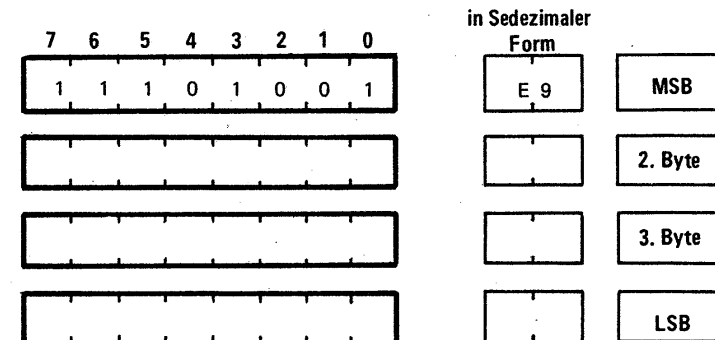 in Sedezimaler
7 6 5 4 3 2 1 0 Form
1 1 1 0 1 0 0 1 E 9 MSB
2. Byte
3. Byte
LSB